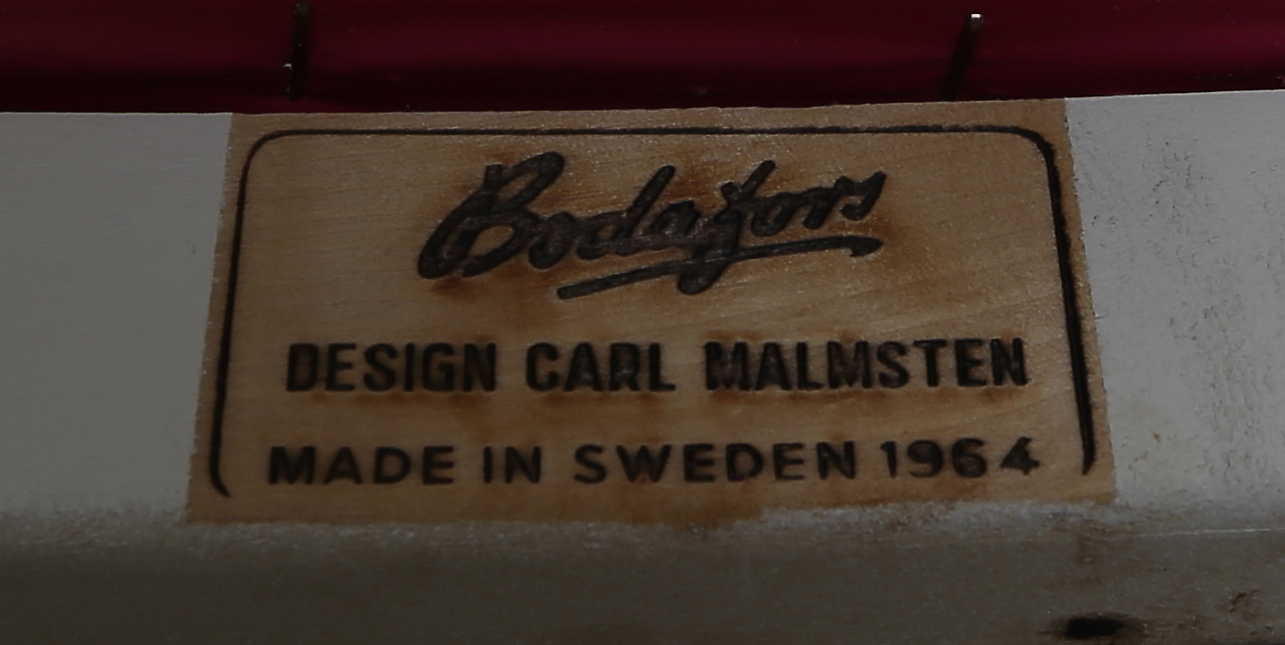 Bodafors
DESIGN CARL MALMSTEN
MADE IN SWEDEN 1964